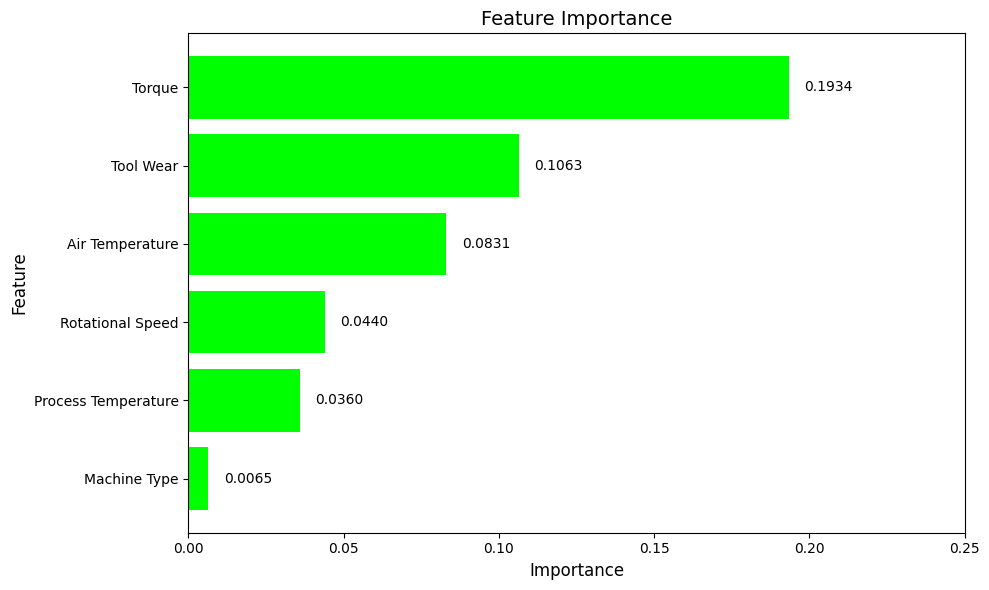 Feature Importance
Torque
0.1934
Tool Wear
0.1063
Air Temperature
0.0831
Rotational Speed
0.0440
Process Temperature
0.0360
Machine Type
0.0065
Feature
0.00 0.05 0.10 0.15 0.20 0.25
Importance